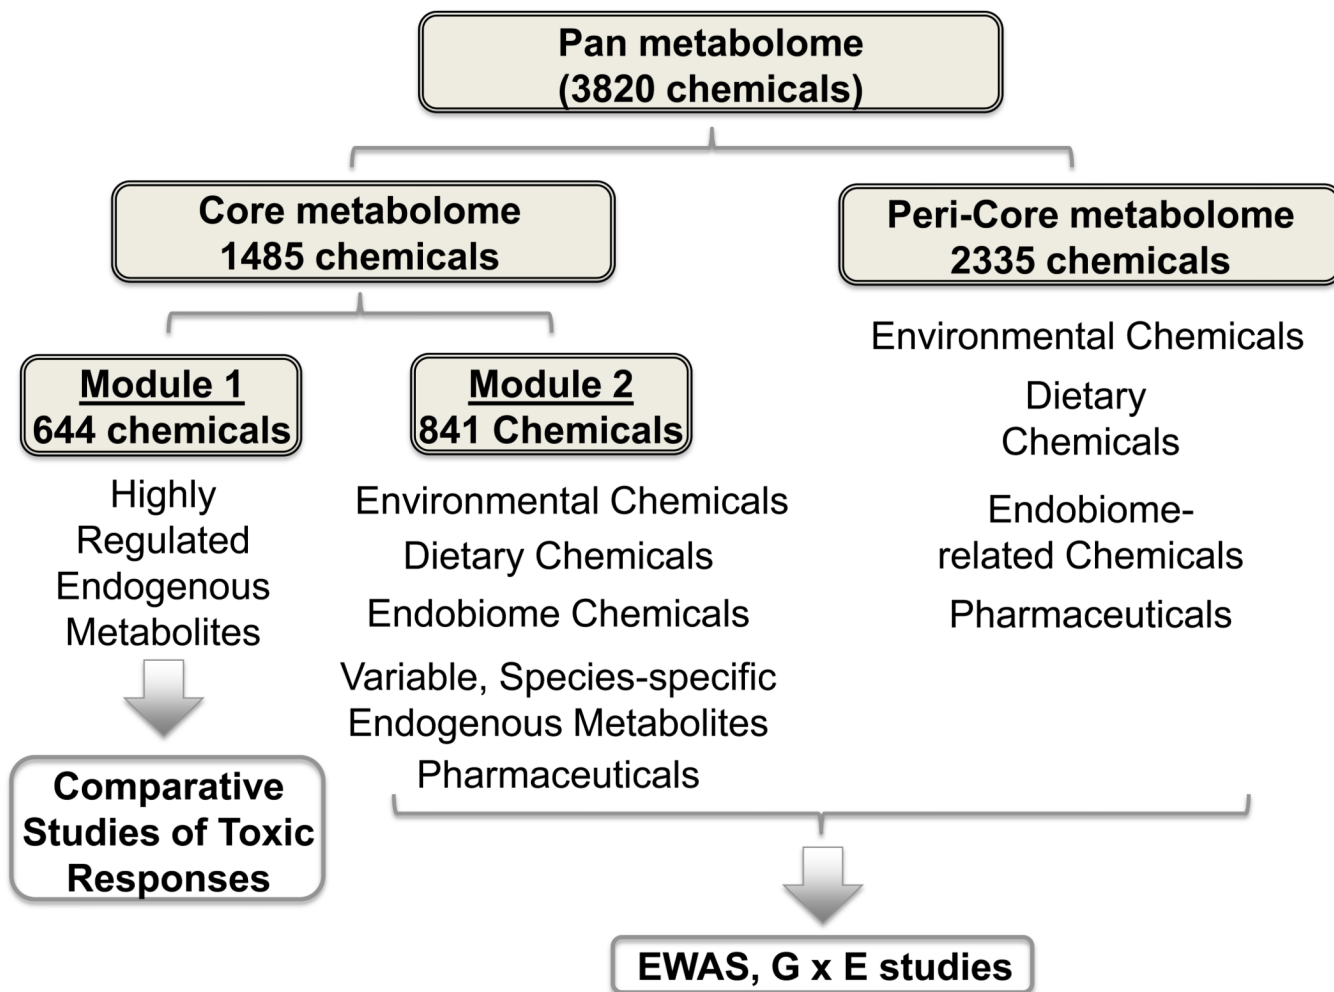 Pan metabolome
(3820 chemicals)
Core metabolome
1485 chemicals
Peri-Core metabolome
2335 chemicals
Module 1
644 chemicals
Highly
Regulated
Endogenous
Metabolites
Comparative
Studies of Toxic
Responses
Module 2
841 Chemicals
Environmental Chemicals
Dietary Chemicals
Endobiome Chemicals
Variable, Species-specific
Endogenous Metabolites
Pharmaceuticals
Environmental Chemicals
Dietary
Chemicals
Endobiome-
related Chemicals
Pharmaceuticals
EWAS, G x E studies